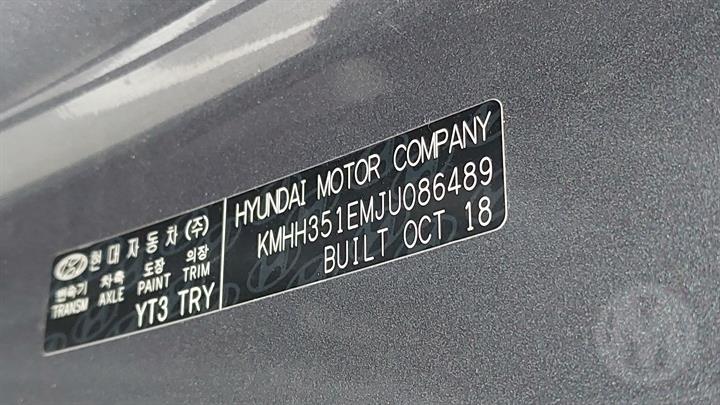 현대자동차(주)
변속기 차축 도장 의장
TRANSM AXLE PAINT TRIM
YT3 TRY
HYUNDAI MOTOR COMPANY
KMHH351EMJU086489
BUILT OCT 18